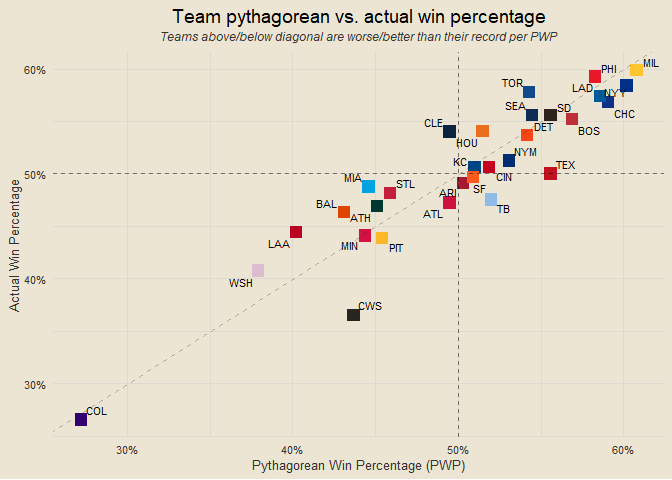 Team pythagorean vs. actual win percentage
Teams above/below diagonal are worse/better than their record per PWP
60%
50%
40%
30%
Actual Win Percentage
PHI
MIL
TOR
LAD
NYY
SEA
SD
CHC
CLE
HOU
DET
BOS
KC
NYM
MIA
STL
CIN
TEX
ARI
SF
BAL
ATH
ATL
TB
LAA
MIN
PIT
WSH
CWS
COL
30%
40%
50%
60%
Pythagorean Win Percentage (PWP)